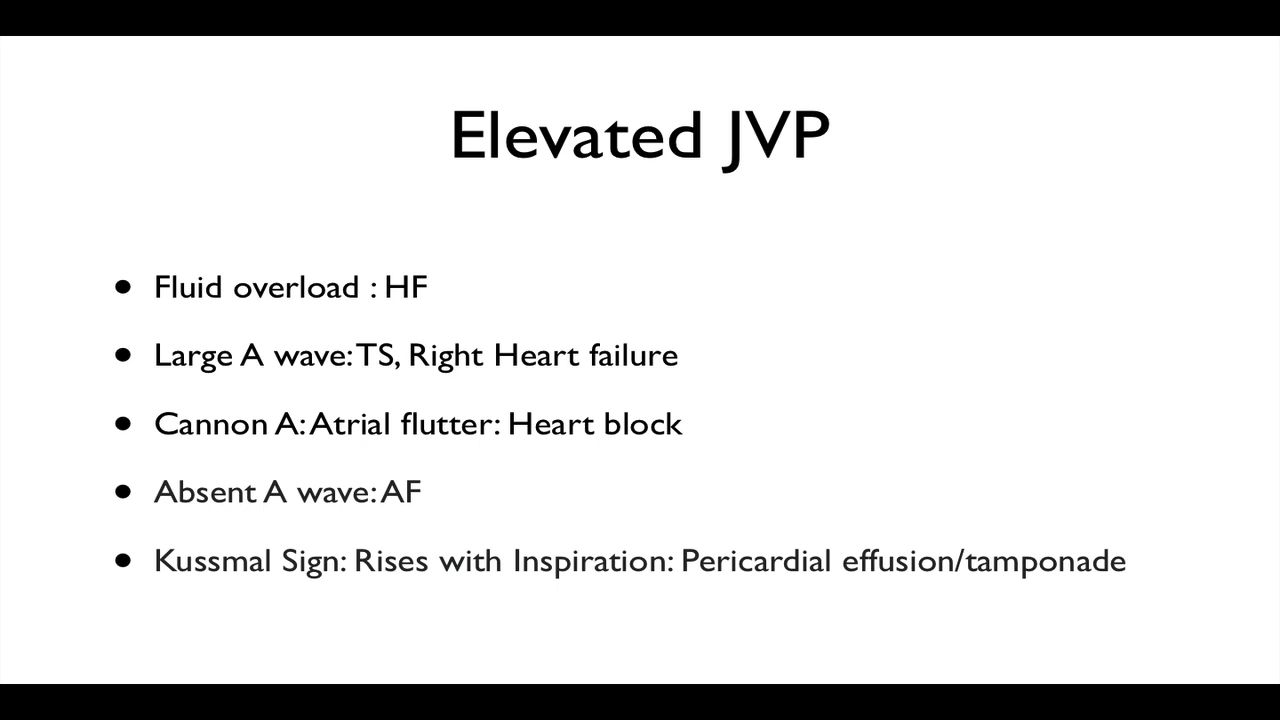 Elevated JVP
• Fluid overload : HF
• Large A wave: TS, Right Heart failure
• Cannon A: Atrial flutter: Heart block
• Absent A wave: AF
• Kussmal Sign: Rises with Inspiration: Pericardial effusion/tamponade